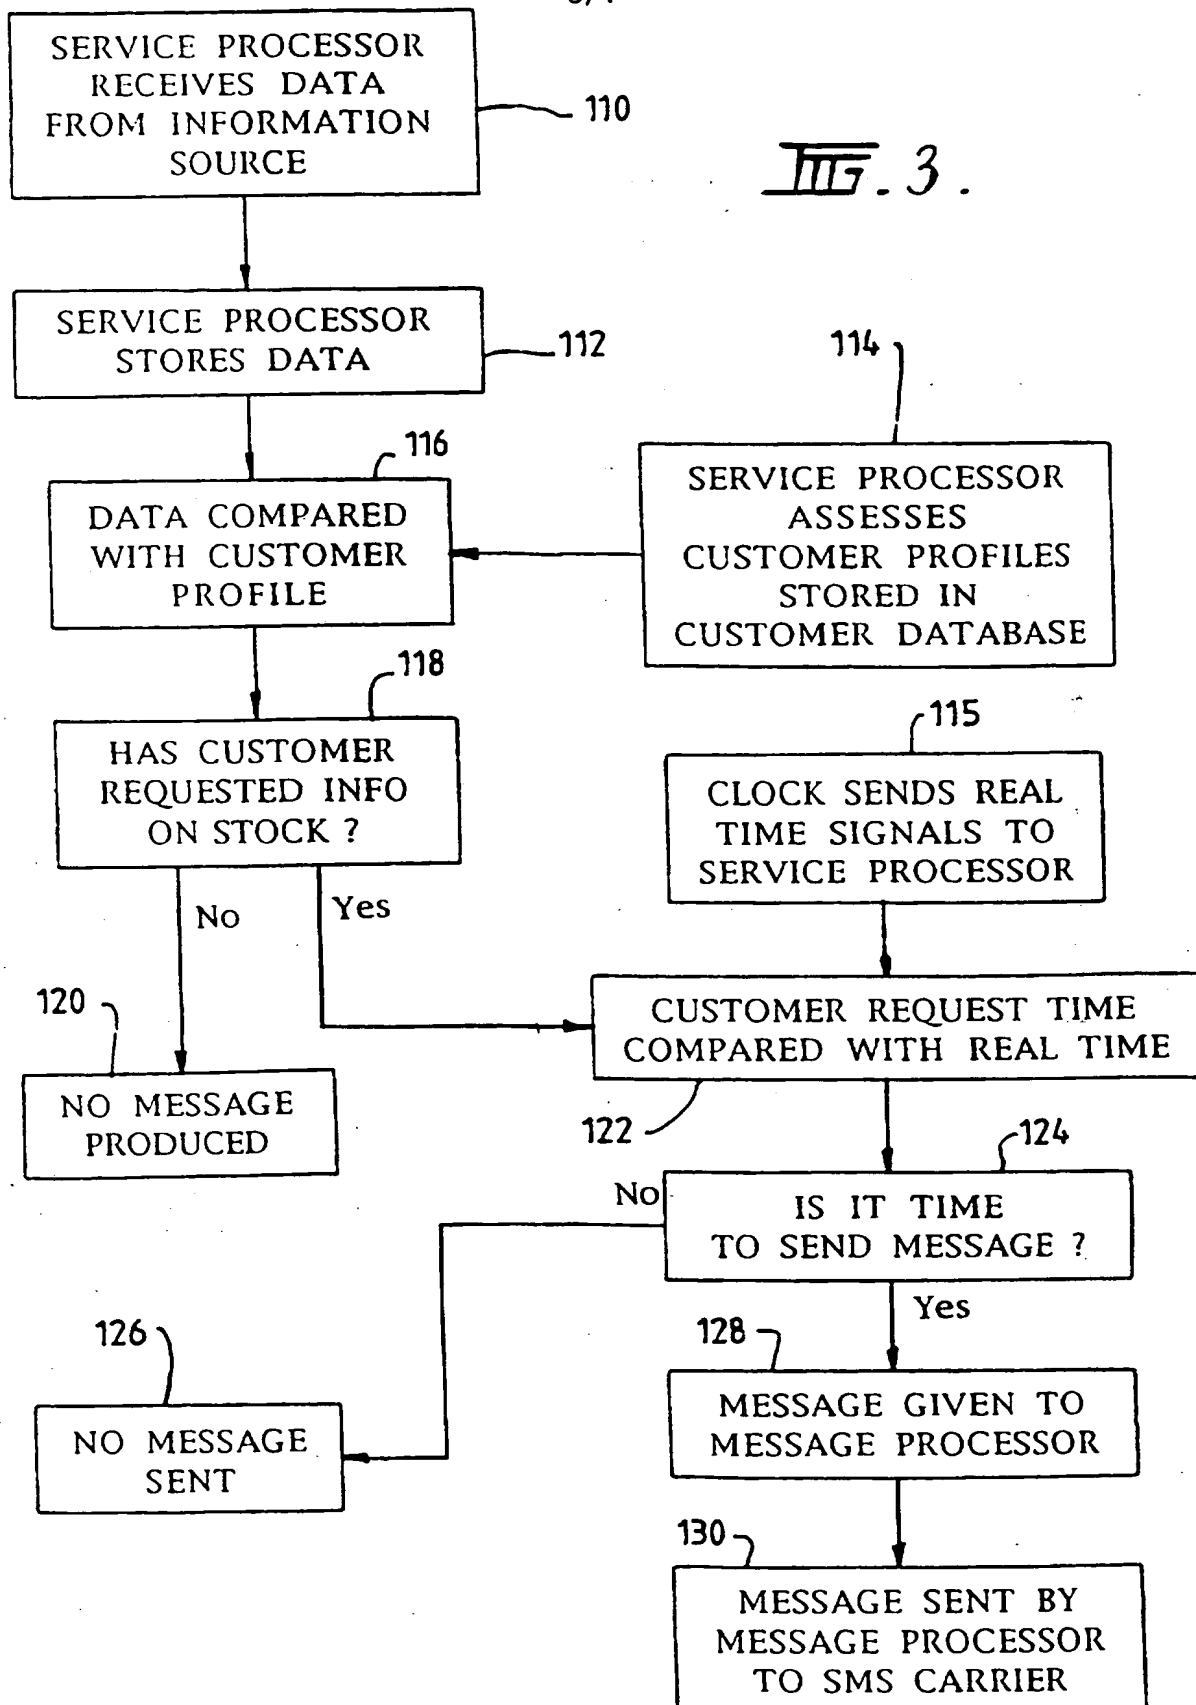 SERVICE PROCESSOR
RECEIVES DATA
FROM INFORMATION
SOURCE
110
FIG. 3.
SERVICE PROCESSOR
STORES DATA
112
114
116
DATA COMPARED
WITH CUSTOMER
PROFILE
SERVICE PROCESSOR
ASSESSES
CUSTOMER PROFILES
STORED IN
CUSTOMER DATABASE
118
HAS CUSTOMER
REQUESTED INFO
ON STOCK ?
115
CLOCK SENDS REAL
TIME SIGNALS TO
SERVICE PROCESSOR
No
Yes
120
NO MESSAGE
PRODUCED
CUSTOMER REQUEST TIME
COMPARED WITH REAL TIME
122
124
No
IS IT TIME
TO SEND MESSAGE ?
Yes
126
NO MESSAGE
SENT
128
MESSAGE GIVEN TO
MESSAGE PROCESSOR
130
MESSAGE SENT BY
MESSAGE PROCESSOR
TO SMS CARRIER